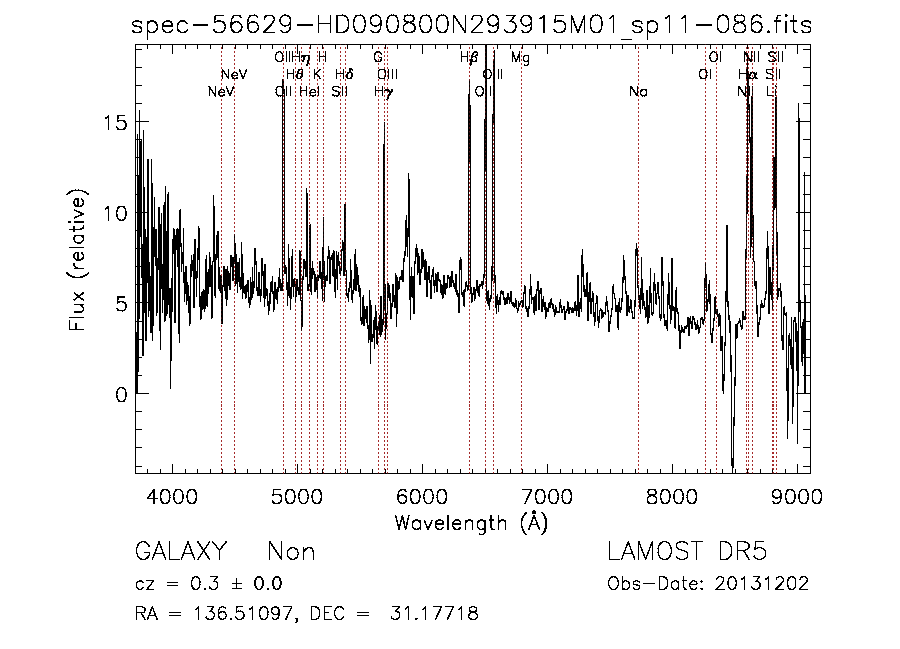 spec-56629-HD090800N293915M01_sp11-086.fits
OIII Hη H G Hβ Mg OI NII SII
NeV Hθ K Hδ OIII OIII OI Hα SII
NeV OII HeI SII Hγ Na NII Li
15
10
5
0
Flux (relative)
4000 5000 6000 7000 8000 9000
Wavelength (Å)
GALAXY Non LAMOST DR5
cz = 0.3 ± 0.0 Obs-Date: 20131202
RA = 136.51097, DEC = 31.17718